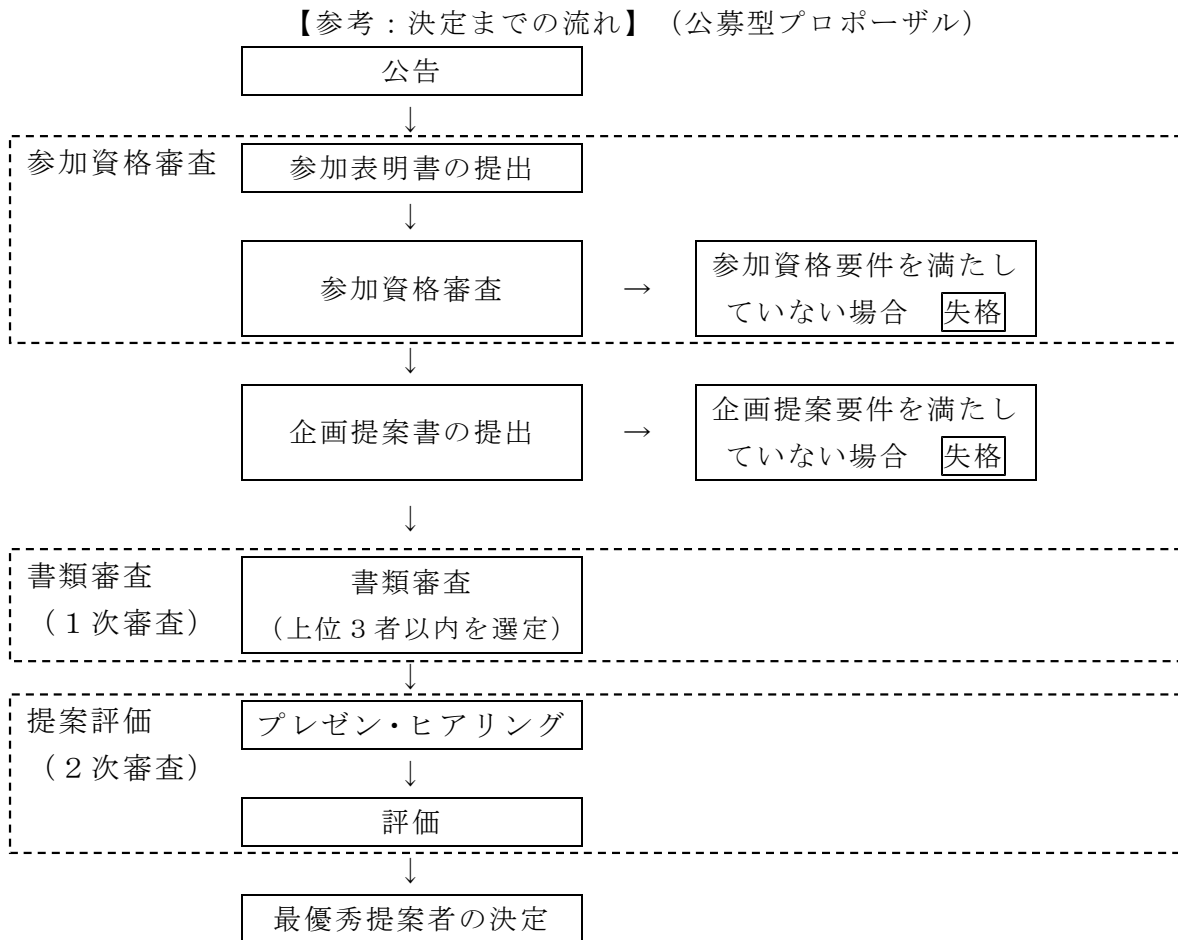 【参考：決定までの流れ】（公募型プロポーザル）
公告
↓
参加資格審査
参加表明書の提出
↓
参加資格審査
→
参加資格要件を満たし
ていない場合　失格
↓
企画提案書の提出
→
企画提案要件を満たし
ていない場合　失格
↓
書類審査
（１次審査）
書類審査
（上位３者以内を選定）
↓
提案評価
（２次審査）
プレゼン・ヒアリング
↓
評価
↓
最優秀提案者の決定